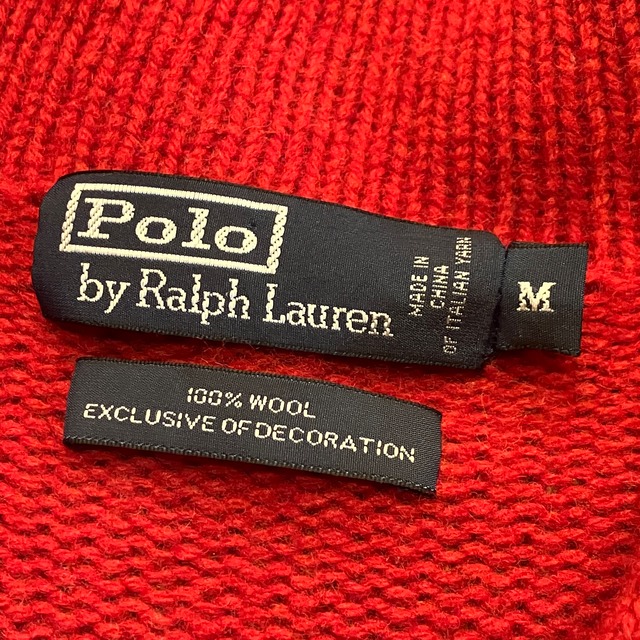 Polo
by Ralph Lauren
MADE IN
CHINA
OF ITALIAN YARN
M
100% WOOL
EXCLUSIVE OF DECORATION